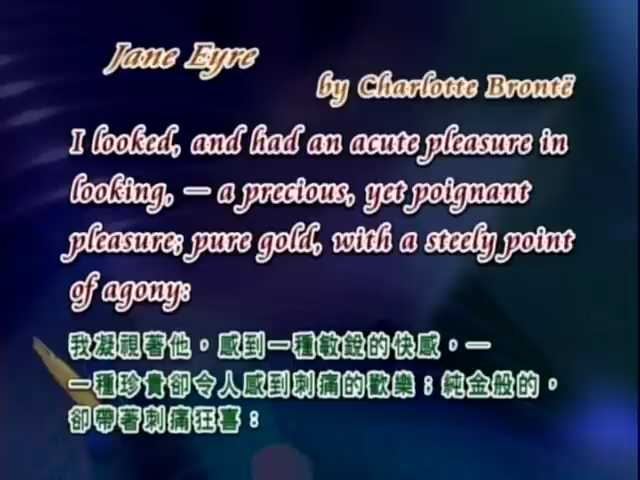 Jane Eyre
by Charlotte Brontë
I looked, and had an acute pleasure in
looking, — a precious, yet poignant
pleasure; pure gold, with a steely point
of agony:
我凝視著他，感到一種敏銳的快感，—
一種珍貴卻令人感到刺痛的歡樂；純金般的，
卻帶著刺痛狂喜：